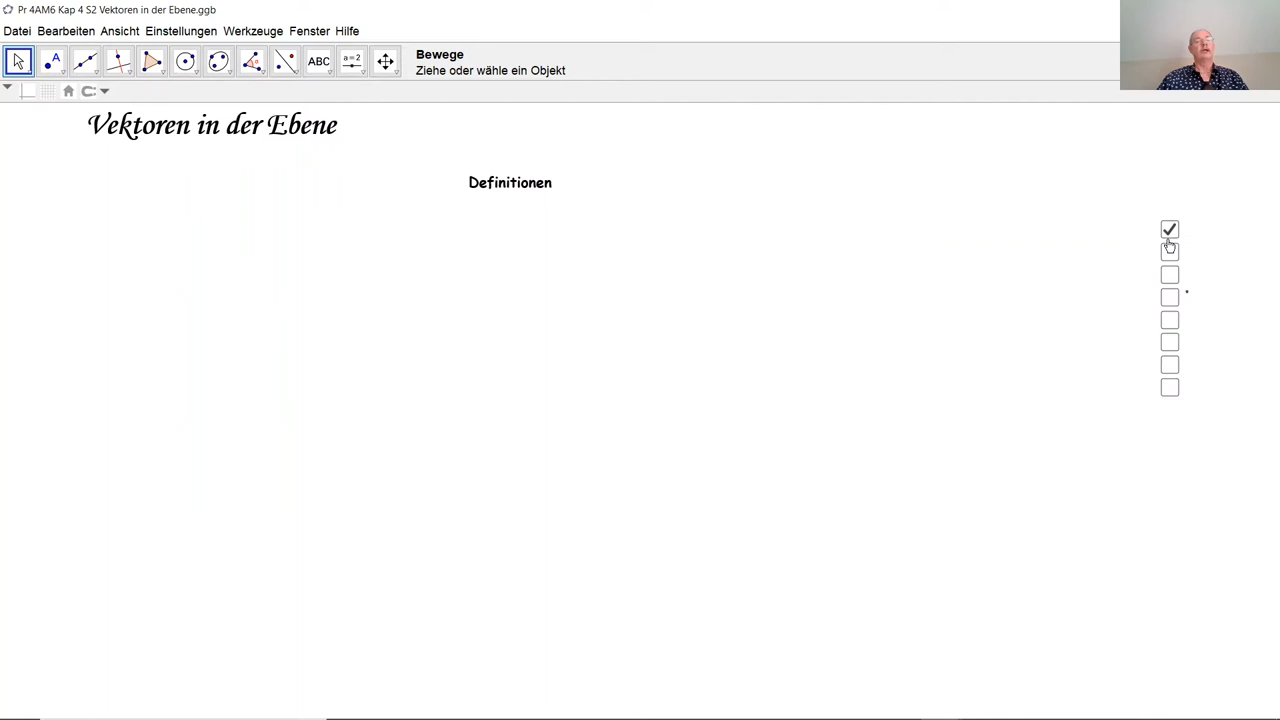 Pr 4AM6 Kap 4 S2 Vektoren in der Ebene.ggb
Datei Bearbeiten Ansicht Einstellungen Werkzeuge Fenster Hilfe
A
ABC
a=2
Bewege
Ziehe oder wähle ein Objekt
Vektoren in der Ebene
Definitionen